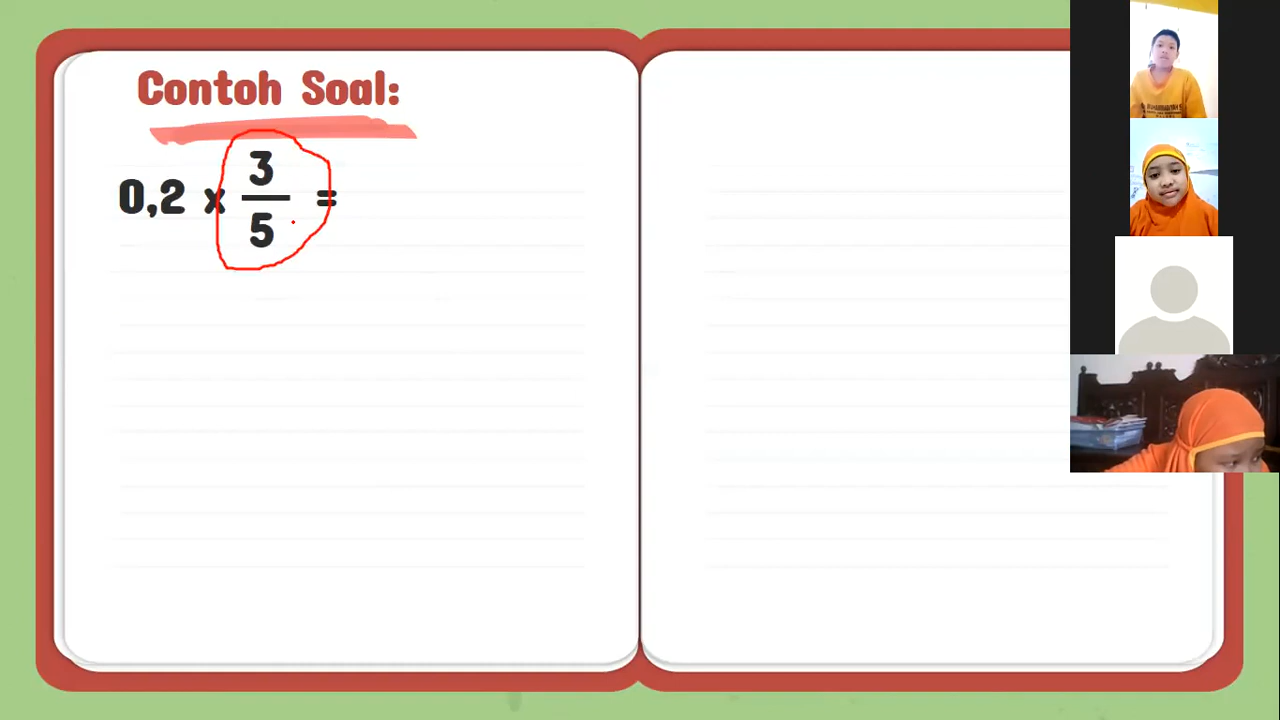 Contoh Soal:
0,2 x 3/5 =